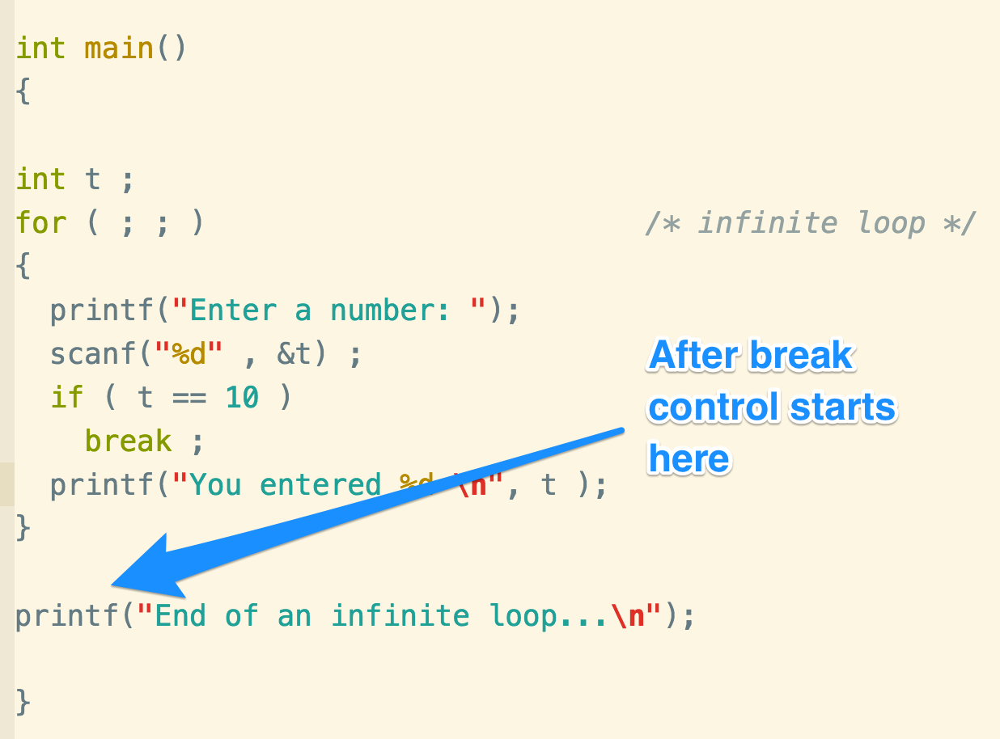 int main()
{
int t ;
for ( ; ; ) /* infinite loop */
{
printf("Enter a number: ");
scanf("%d" , &t) ;
if ( t == 10 )
break ;
printf("You entered %d \n", t );
}
printf("End of an infinite loop...\n");
}
After break
control starts
here